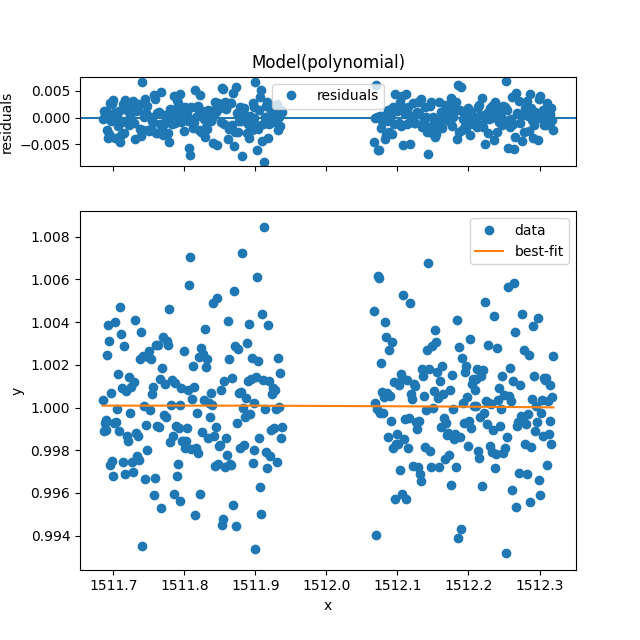 Model(polynomial)
residuals
0.005
0.000
−0.005
residuals
y
1.008
1.006
1.004
1.002
1.000
0.998
0.996
0.994
data
best-fit
1511.7 1511.8 1511.9 1512.0 1512.1 1512.2 1512.3
x